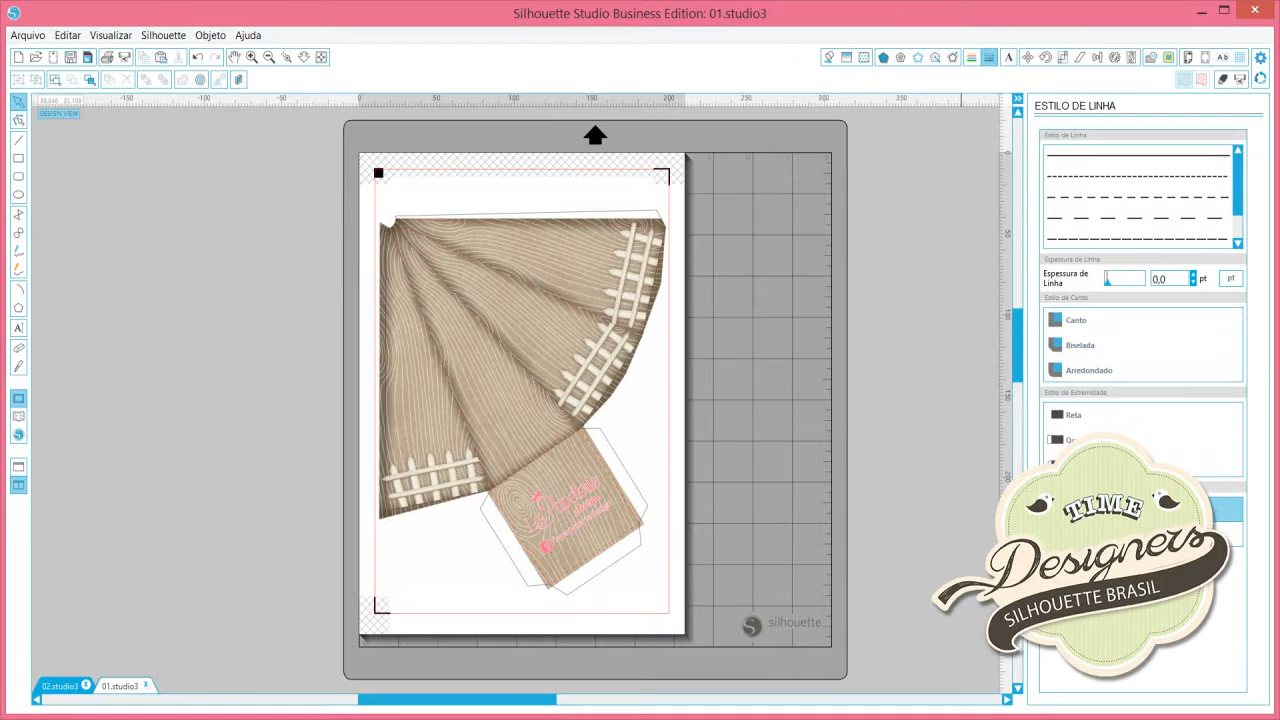 Silhouette Studio Business Edition: 01.studio3
Arquivo Editar Visualizar Silhouette Objeto Ajuda
ESTILO DE LINHA
-150 -100 -50 0 50 100 150 200 250 300 350
DESIGN VIEW
Estilo de Linha
Espessura de Linha
Espessura de
Linha
0,0
pt
pt
Estilo de Canto
Canto
Biselada
Arredondado
Estilo de Extremidade
Reta
TIME
Designers
SILHOUETTE BRASIL
silhouette
02.studio3
01.studio3